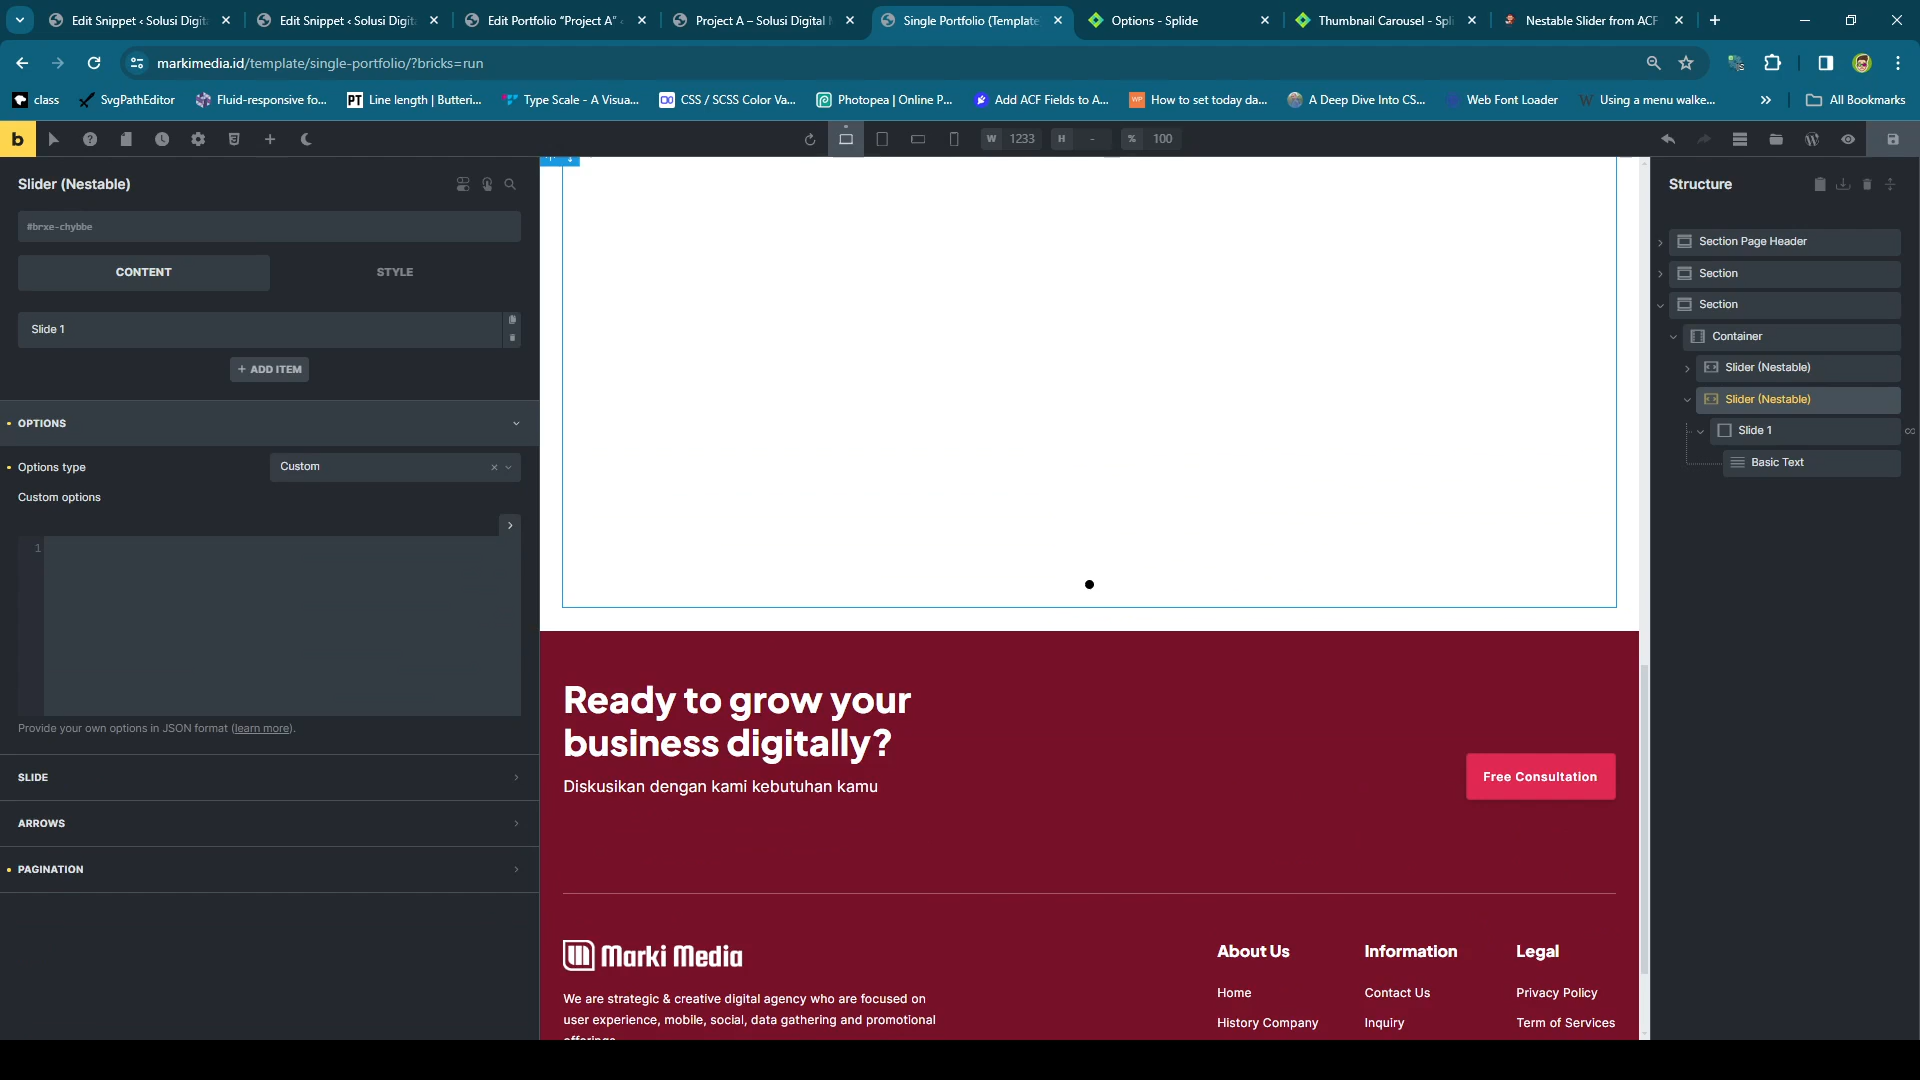 Edit Snippet ‹ Solusi Digit
Edit Snippet ‹ Solusi Digit
Edit Portfolio “Project A”
Project A – Solusi Digital
Single Portfolio (Template
Options - Splide
Thumbnail Carousel - Spl
Nestable Slider from ACF
markimedia.id/template/single-portfolio/?bricks=run
class
SvgPathEditor
Fluid-responsive fo...
PT Line length | Butteri...
Type Scale - A Visua...
CSS / SCSS Color Va...
Photopea | Online P...
Add ACF Fields to A...
WP How to set today da...
A Deep Dive Into CS...
Web Font Loader
Using a menu walke...
All Bookmarks
b
W 1233
H -
% 100
Slider (Nestable)
#brxe-chybbe
CONTENT
STYLE
Slide 1
+ ADD ITEM
OPTIONS
Options type
Custom
Custom options
1
Provide your own options in JSON format (learn more).
SLIDE
ARROWS
PAGINATION
Ready to grow your
business digitally?
Diskusikan dengan kami kebutuhan kamu
Free Consultation
Marki Media
We are strategic & creative digital agency who are focused on
user experience, mobile, social, data gathering and promotional
offerings
About Us
Home
History Company
Information
Contact Us
Inquiry
Legal
Privacy Policy
Term of Services
Structure
Section Page Header
Section
Section
Container
Slider (Nestable)
Slider (Nestable)
Slide 1
Basic Text